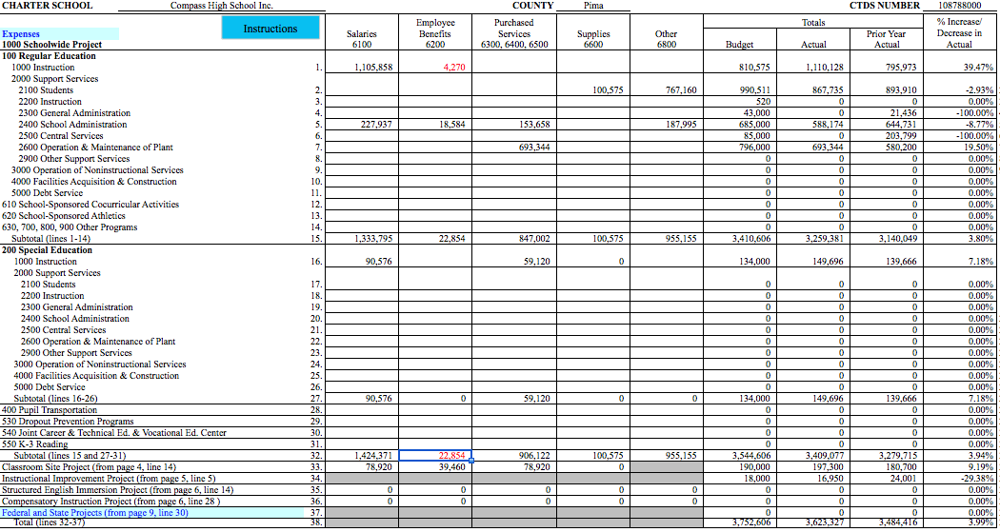 CHARTER SCHOOL Compass High School Inc. COUNTY Pima CTDS NUMBER 108788000
Instructions
Employee Purchased Totals % Increase/
Expenses Salaries Benefits Services Supplies Other Prior Year Decrease in
1000 Schoolwide Project 6100 6200 6300, 6400, 6500 6600 6800 Budget Actual Actual Actual
100 Regular Education
1000 Instruction 1. 1,105,858 4,270 810,575 1,110,128 795,973 39.47%
2000 Support Services
2100 Students 2. 100,575 767,160 990,511 867,735 893,910 -2.93%
2200 Instruction 3. 520 0 0 0.00%
2300 General Administration 4. 43,000 0 21,436 -100.00%
2400 School Administration 5. 227,937 18,584 153,658 187,995 685,000 588,174 644,731 -8.77%
2500 Central Services 6. 85,000 0 203,799 -100.00%
2600 Operation & Maintenance of Plant 7. 693,344 796,000 693,344 580,200 19.50%
2900 Other Support Services 8. 0 0 0 0.00%
3000 Operation of Noninstructional Services 9. 0 0 0 0.00%
4000 Facilities Acquisition & Construction 10. 0 0 0 0.00%
5000 Debt Service 11. 0 0 0 0.00%
610 School-Sponsored Cocurricular Activities 12. 0 0 0 0.00%
620 School-Sponsored Athletics 13. 0 0 0 0.00%
630, 700, 800, 900 Other Programs 14. 0 0 0 0.00%
Subtotal (lines 1-14) 15. 1,333,795 22,854 847,002 100,575 955,155 3,410,606 3,259,381 3,140,049 3.80%
200 Special Education
1000 Instruction 16. 90,576 59,120 0 134,000 149,696 139,666 7.18%
2000 Support Services
2100 Students 17. 0 0 0 0.00%
2200 Instruction 18. 0 0 0 0.00%
2300 General Administration 19. 0 0 0 0.00%
2400 School Administration 20. 0 0 0 0.00%
2500 Central Services 21. 0 0 0 0.00%
2600 Operation & Maintenance of Plant 22. 0 0 0 0.00%
2900 Other Support Services 23. 0 0 0 0.00%
3000 Operation of Noninstructional Services 24. 0 0 0 0.00%
4000 Facilities Acquisition & Construction 25. 0 0 0 0.00%
5000 Debt Service 26. 0 0 0 0.00%
Subtotal (lines 16-26) 27. 90,576 0 59,120 0 0 134,000 149,696 139,666 7.18%
400 Pupil Transportation 28. 0 0 0 0.00%
530 Dropout Prevention Programs 29. 0 0 0 0.00%
540 Joint Career & Technical Ed. & Vocational Ed. Center 30. 0 0 0 0.00%
550 K-3 Reading 31. 0 0 0 0.00%
Subtotal (lines 15 and 27-31) 32. 1,424,371 22,854 906,122 100,575 955,155 3,544,606 3,409,077 3,279,715 3.94%
Classroom Site Project (from page 4, line 14) 33. 78,920 39,460 78,920 0 190,000 197,300 180,700 9.19%
Instructional Improvement Project (from page 5, line 5) 34. 18,000 16,950 24,001 -29.38%
Structured English Immersion Project (from page 6, line 14) 35. 0 0 0 0 0 0 0 0 0.00%
Compensatory Instruction Project (from page 6, line 28 ) 36. 0 0 0 0 0 0 0 0 0.00%
Federal and State Projects (from page 9, line 30) 37. 0 0 0 0.00%
Total (lines 32-37) 38. 3,752,606 3,623,327 3,484,416 3.99%